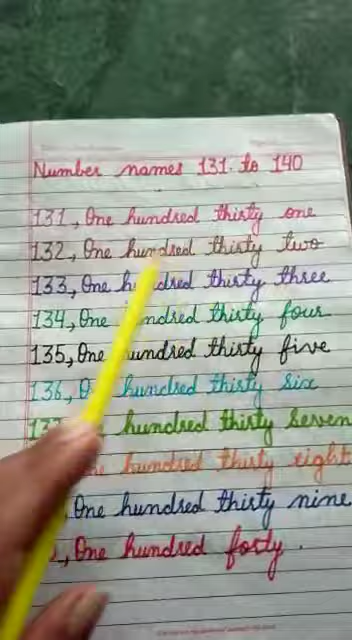 Number names 131 to 140
131, One hundred thirty one
132, One hundred thirty two
133, One hundred thirty three
134, One hundred thirty four
135, One hundred thirty five
136, hundred thirty six
137 hundred thirty seven
hundred thirty eight
, One hundred thirty nine
, One hundred forty .